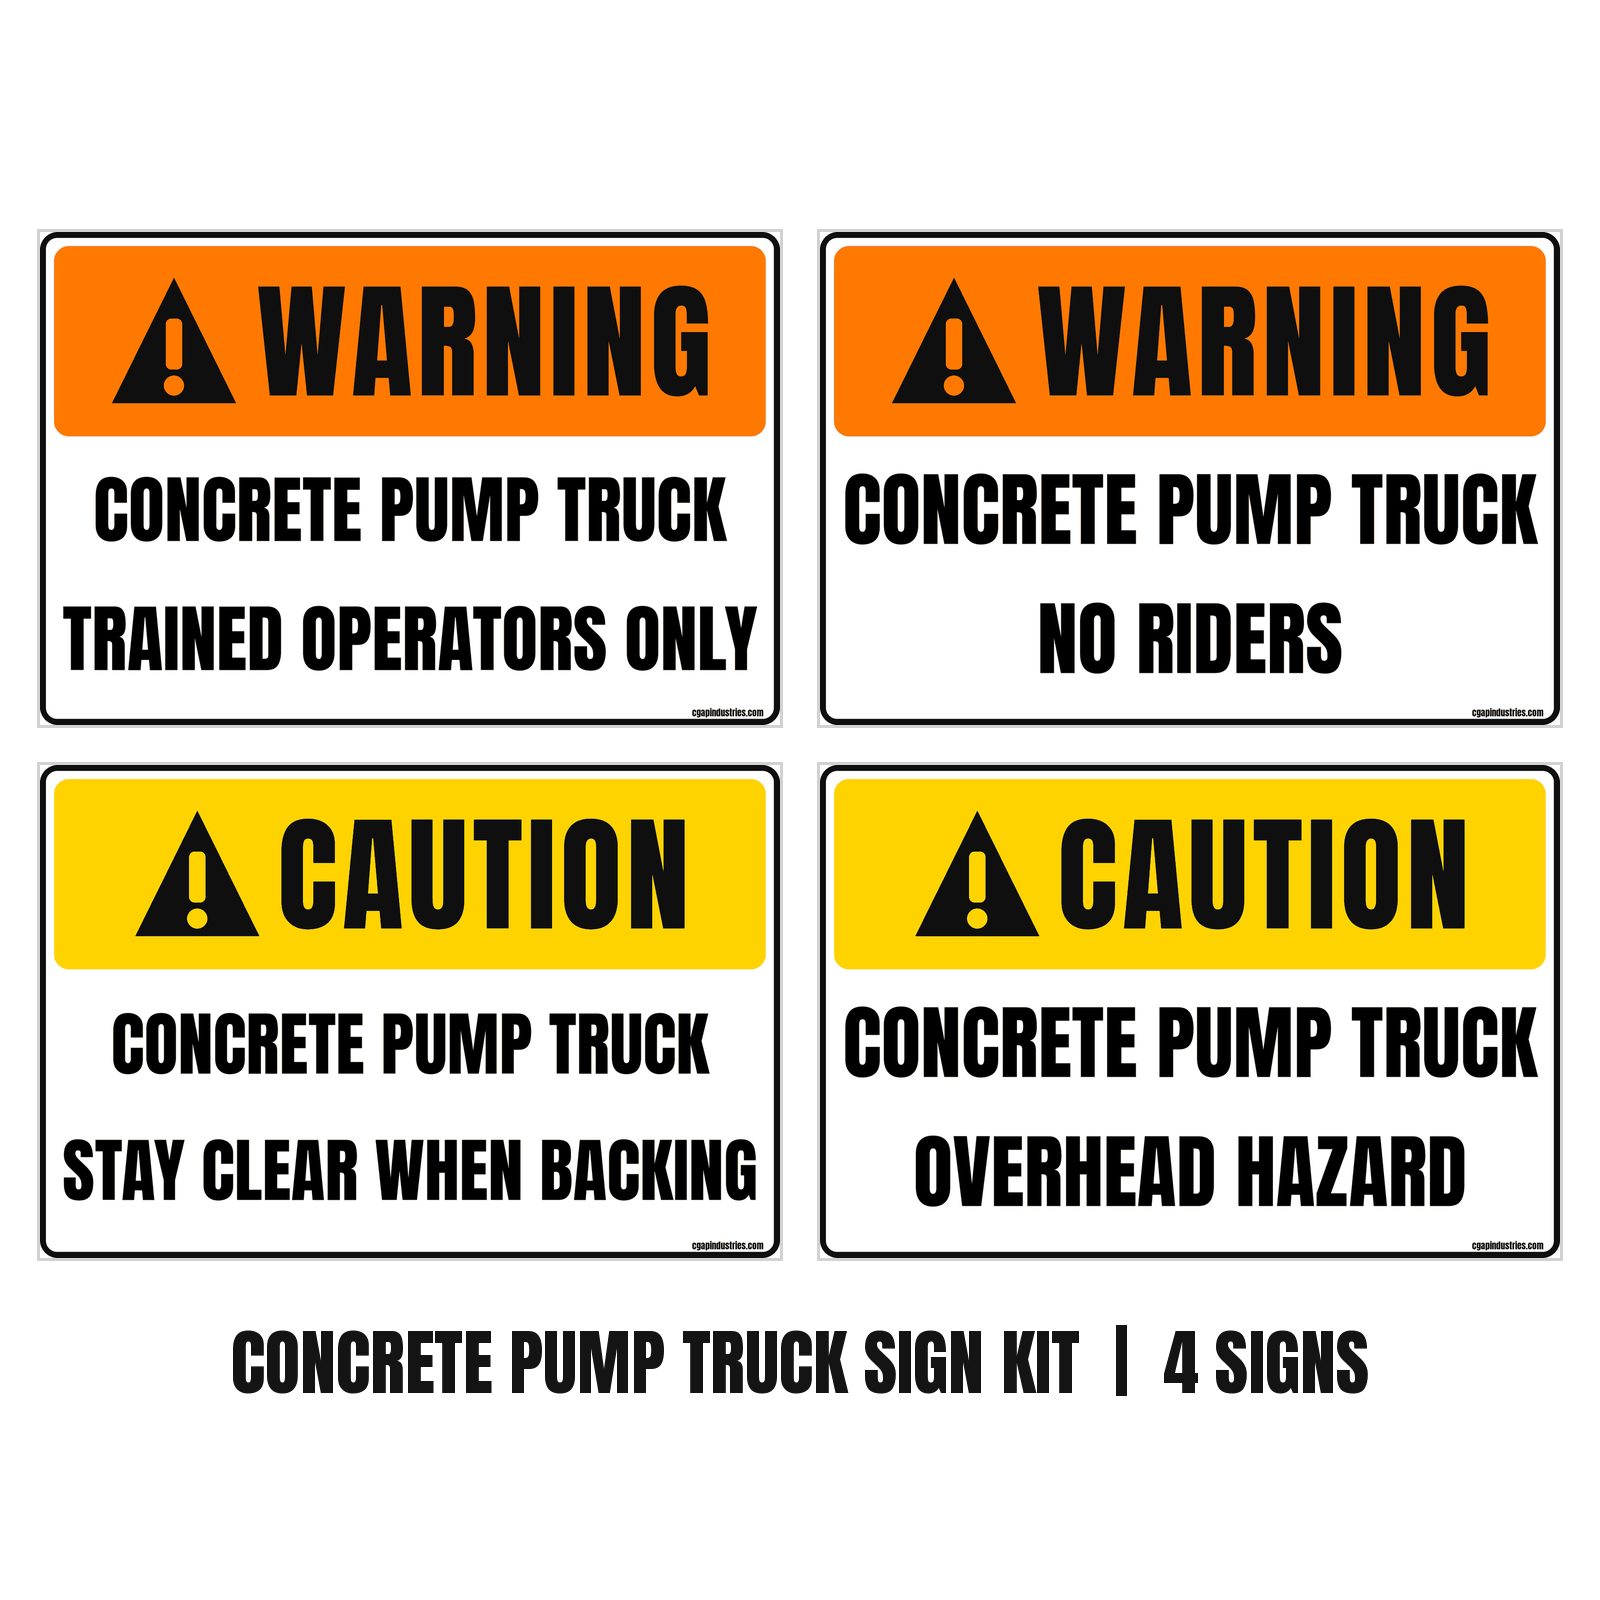 WARNING
CONCRETE PUMP TRUCK
TRAINED OPERATORS ONLY
cgapindustries.com
WARNING
CONCRETE PUMP TRUCK
NO RIDERS
cgapindustries.com
CAUTION
CONCRETE PUMP TRUCK
STAY CLEAR WHEN BACKING
cgapindustries.com
CAUTION
CONCRETE PUMP TRUCK
OVERHEAD HAZARD
cgapindustries.com
CONCRETE PUMP TRUCK SIGN KIT | 4 SIGNS